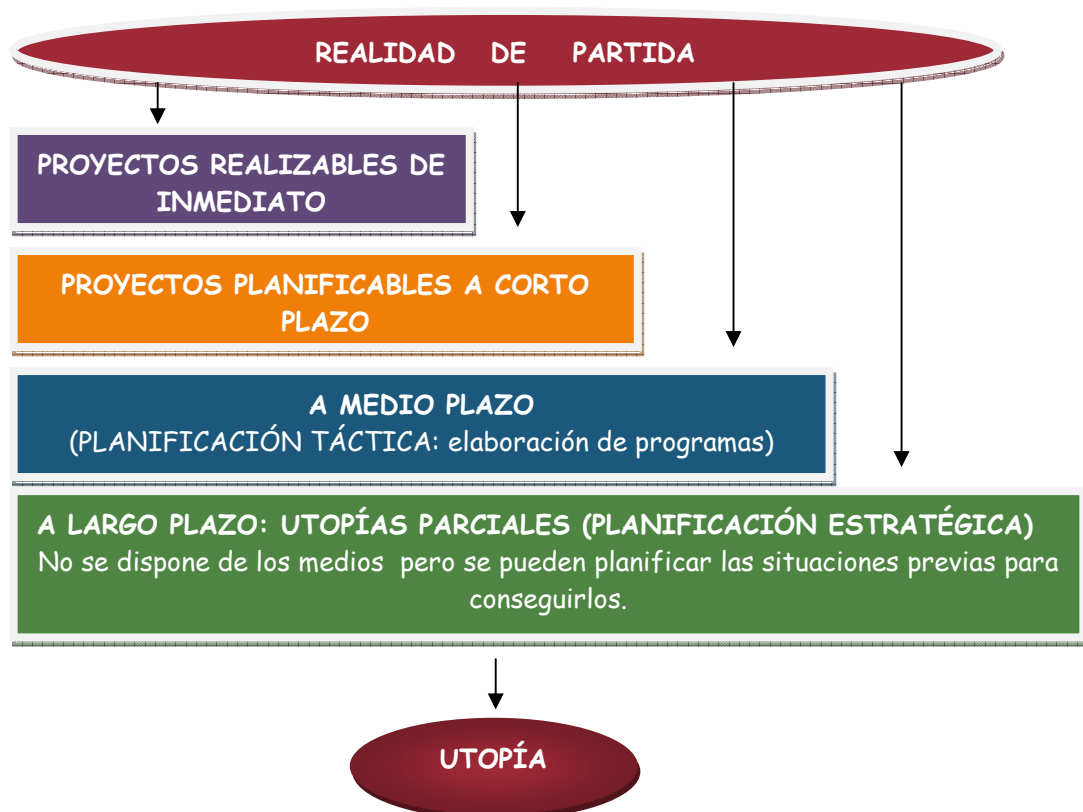 REALIDAD DE PARTIDA
PROYECTOS REALIZABLES DE
INMEDIATO
PROYECTOS PLANIFICABLES A CORTO
PLAZO
A MEDIO PLAZO
(PLANIFICACIÓN TÁCTICA: elaboración de programas)
A LARGO PLAZO: UTOPÍAS PARCIALES (PLANIFICACIÓN ESTRATÉGICA)
No se dispone de los medios pero se pueden planificar las situaciones previas para
conseguirlos.
UTOPÍA